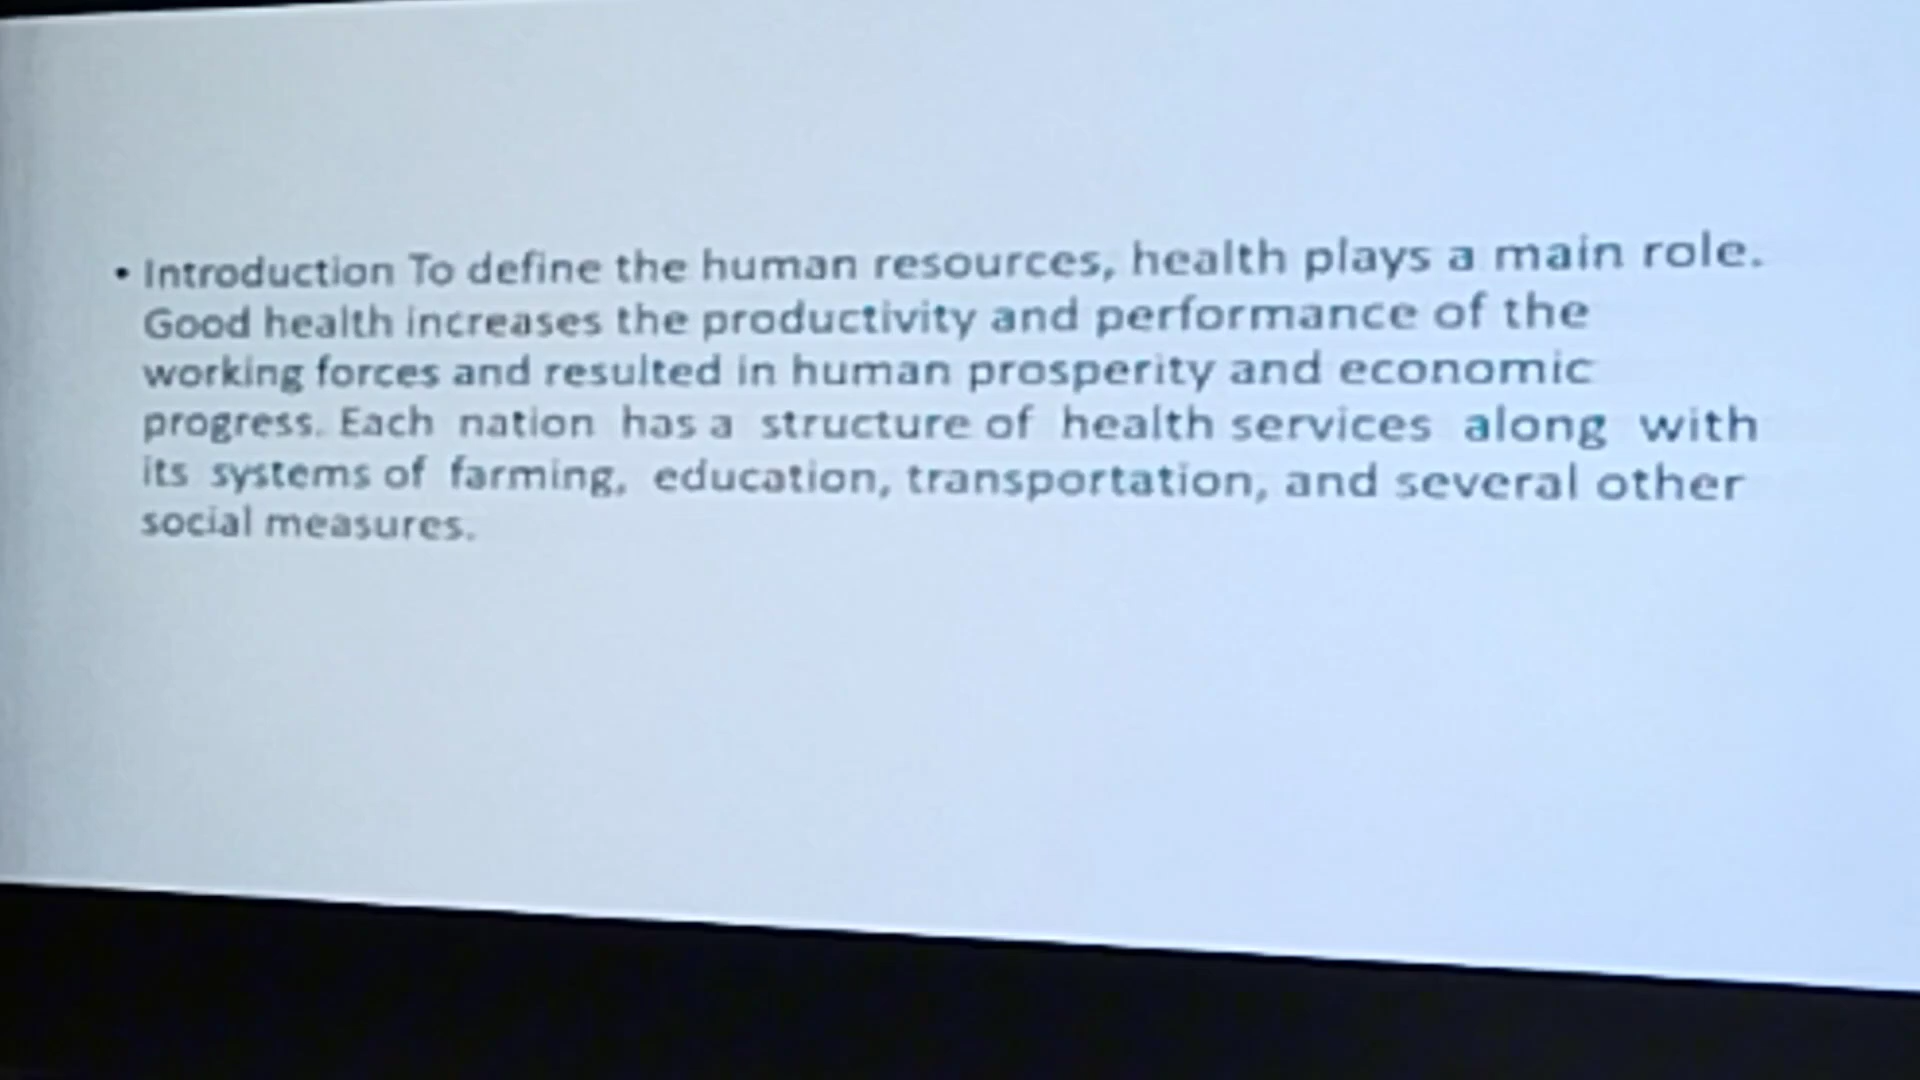 • Introduction To define the human resources, health plays a main role.
Good health increases the productivity and performance of the
working forces and resulted in human prosperity and economic
progress. Each nation has a structure of health services along with
its systems of farming, education, transportation, and several other
social measures.